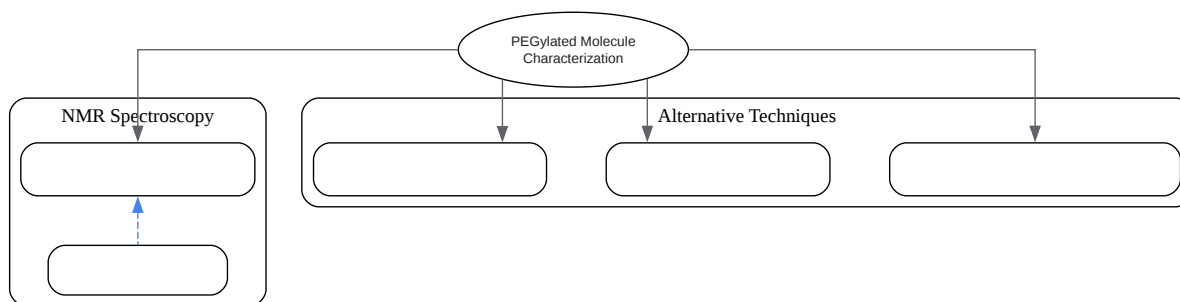 PEGylated Molecule
Characterization
NMR Spectroscopy
Alternative Techniques